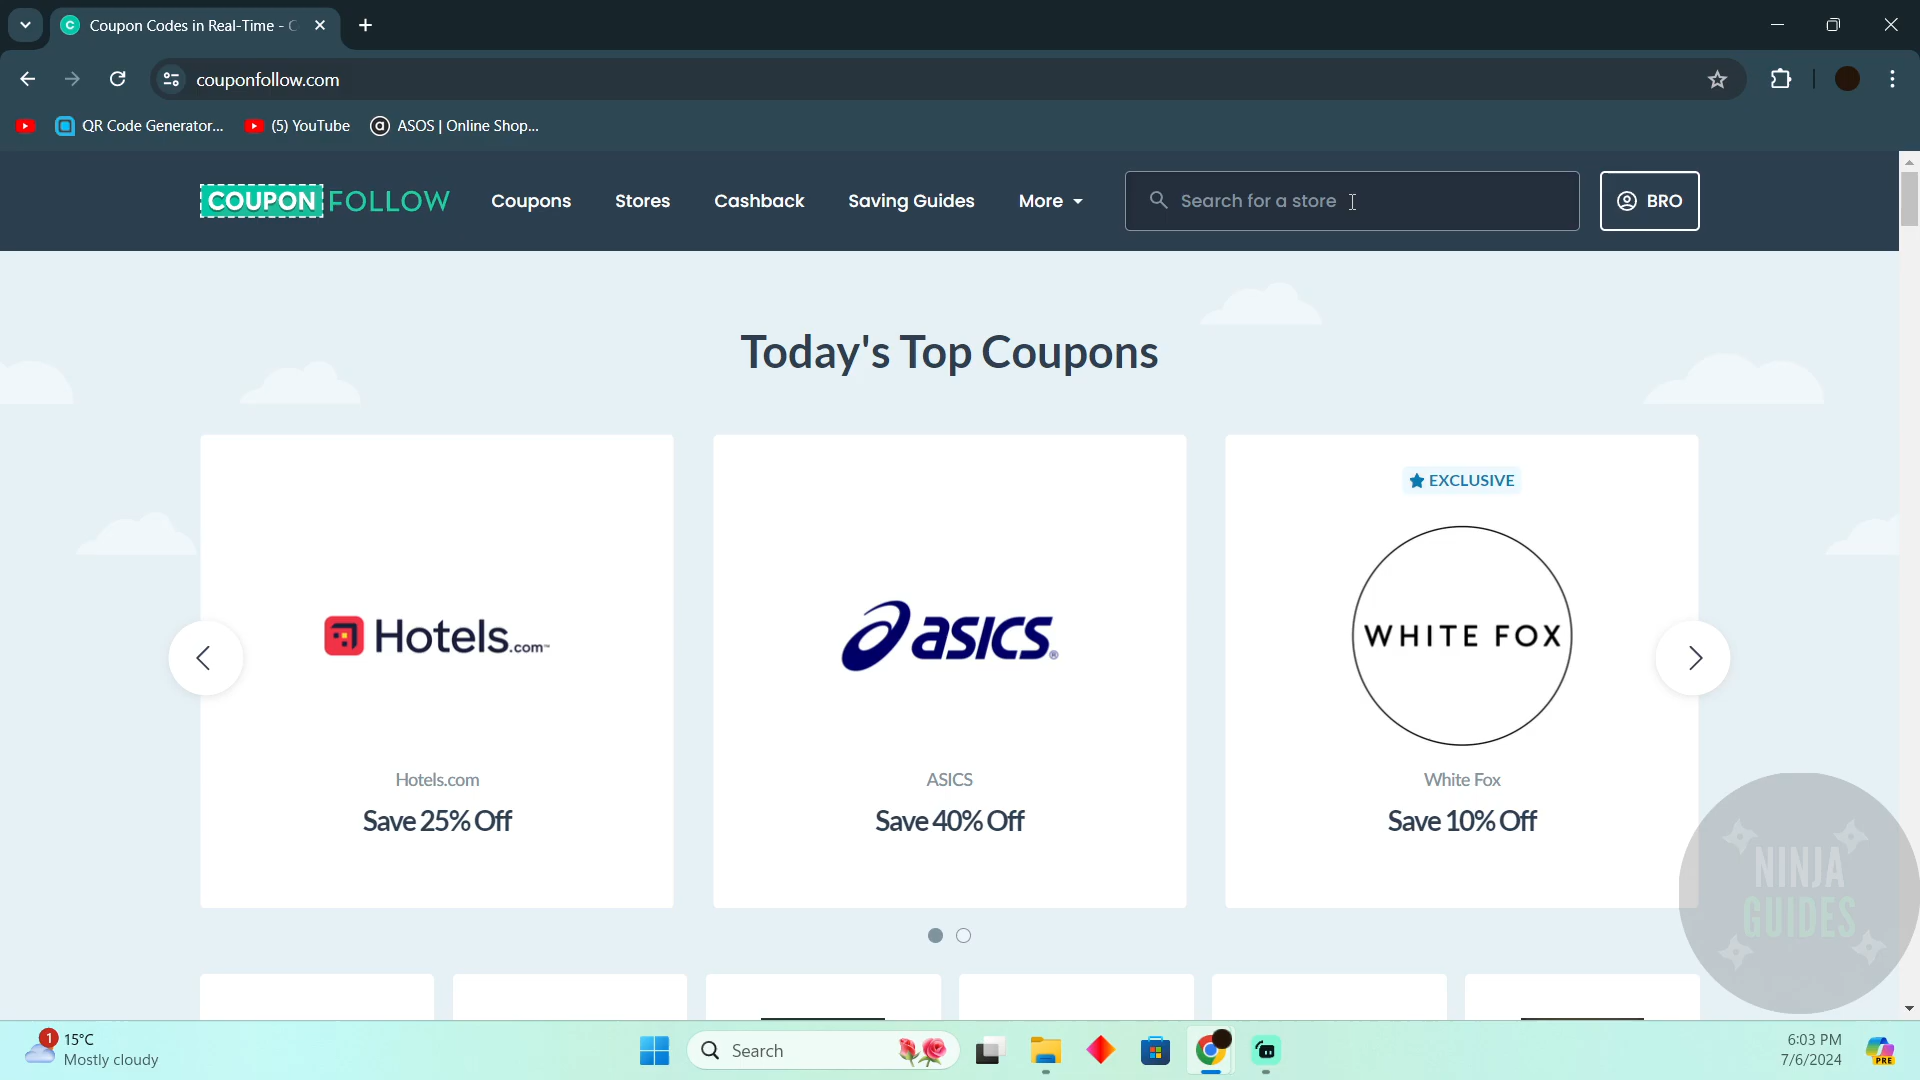 Coupon Codes in Real-Time - C
couponfollow.com
QR Code Generator...
(5) YouTube
ASOS | Online Shop...
COUPON FOLLOW
Coupons
Stores
Cashback
Saving Guides
More
Search for a store
BRO
Today's Top Coupons
EXCLUSIVE
Hotels.com™
asics®
WHITE FOX
Hotels.com
ASICS
White Fox
Save 25% Off
Save 40% Off
Save 10% Off
NINJA
GUIDES
1
15°C
Mostly cloudy
Search
6:03 PM
7/6/2024
PRE